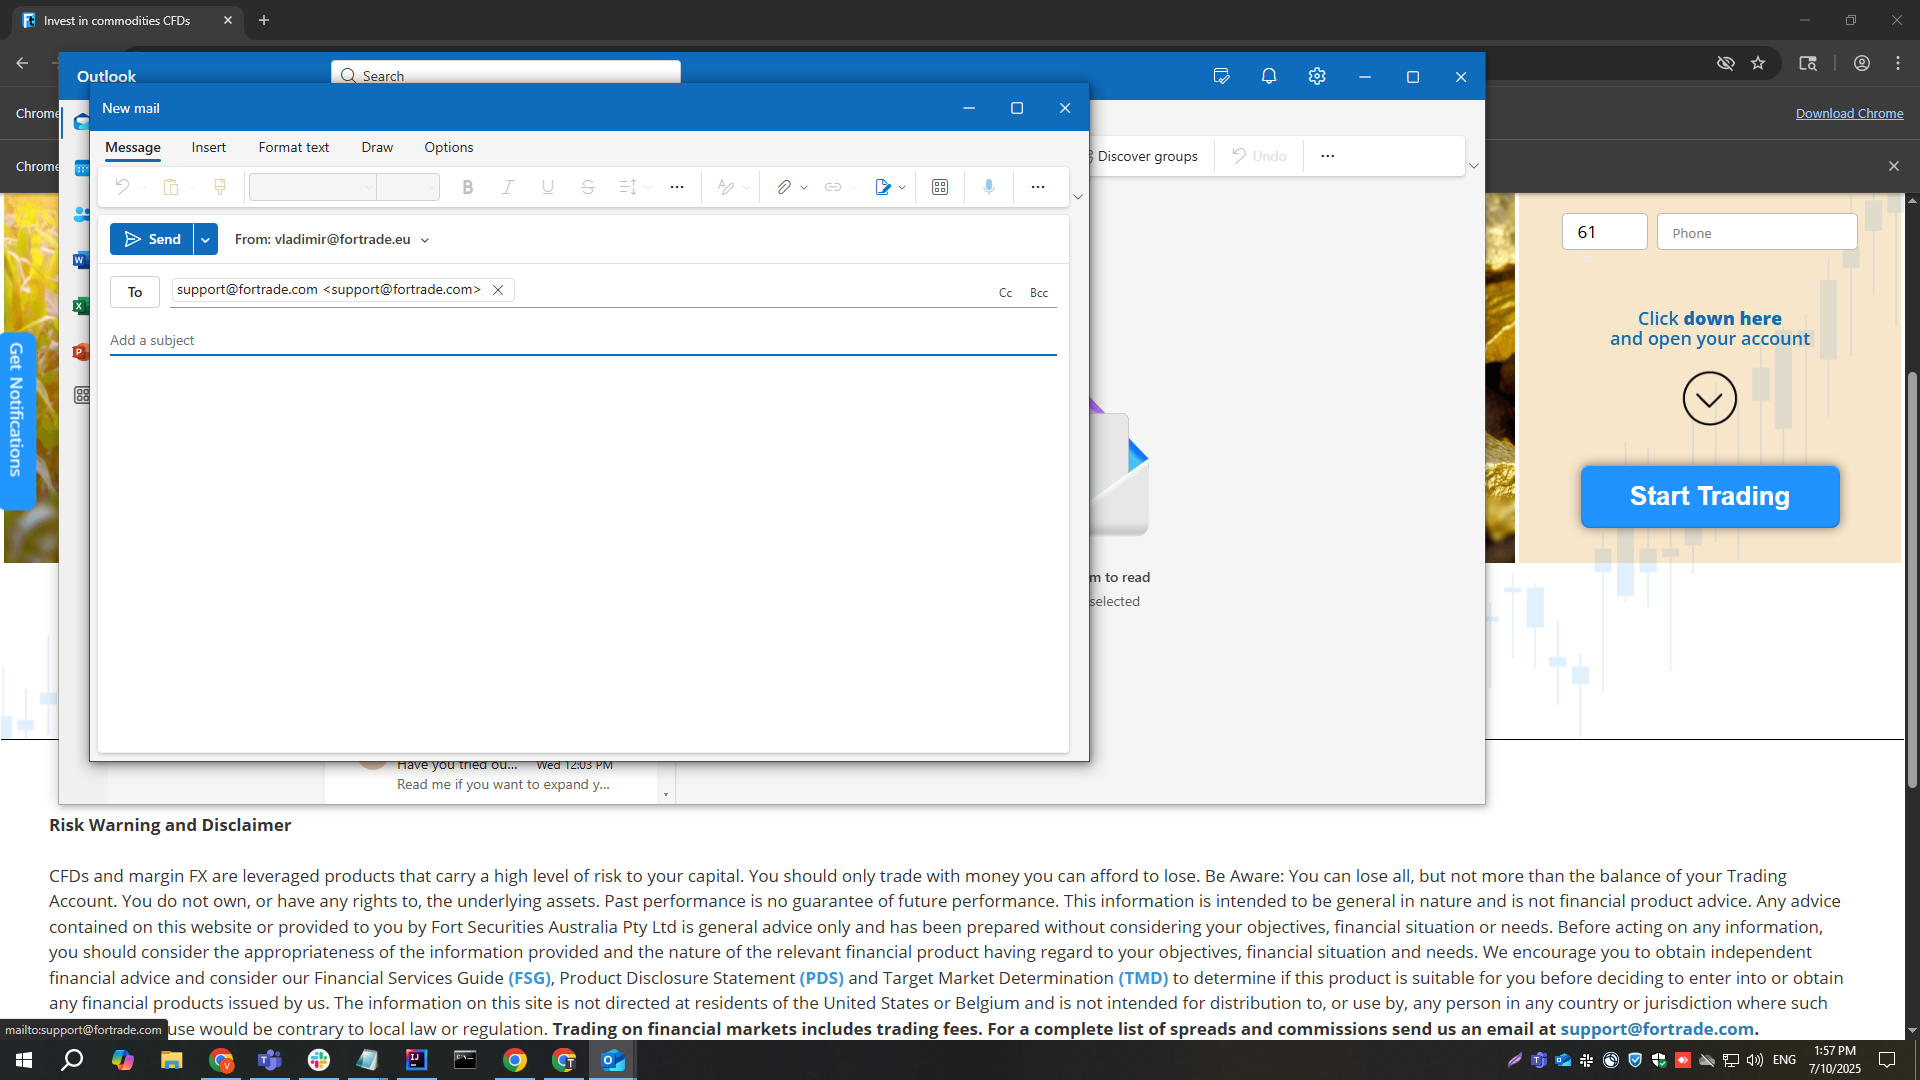 Invest in commodities CFDs
Outlook
Search
Chrome
Download Chrome
New mail
Message
Insert
Format text
Draw
Options
Discover groups
Undo
Chrome
B
I
U
S
Send
From: vladimir@fortrade.eu
To
support@fortrade.com <support@fortrade.com>
Cc
Bcc
Add a subject
61
Phone
Click down here
and open your account
Start Trading
Get Notifications
m to read
selected
Have you tried ou...
Wed 12:03 PM
Read me if you want to expand y...
Risk Warning and Disclaimer
CFDs and margin FX are leveraged products that carry a high level of risk to your capital. You should only trade with money you can afford to lose. Be Aware: You can lose all, but not more than the balance of your Trading
Account. You do not own, or have any rights to, the underlying assets. Past performance is no guarantee of future performance. This information is intended to be general in nature and is not financial product advice. Any advice
contained on this website or provided to you by Fort Securities Australia Pty Ltd is general advice only and has been prepared without considering your objectives, financial situation or needs. Before acting on any information,
you should consider the appropriateness of the information provided and the nature of the relevant financial product having regard to your objectives, financial situation and needs. We encourage you to obtain independent
financial advice and consider our Financial Services Guide (FSG), Product Disclosure Statement (PDS) and Target Market Determination (TMD) to determine if this product is suitable for you before deciding to enter into or obtain
any financial products issued by us. The information on this site is not directed at residents of the United States or Belgium and is not intended for distribution to, or use by, any person in any country or jurisdiction where such
use would be contrary to local law or regulation. Trading on financial markets includes trading fees. For a complete list of spreads and commissions send us an email at support@fortrade.com.
mailto:support@fortrade.com
ENG
1:57 PM
7/10/2025